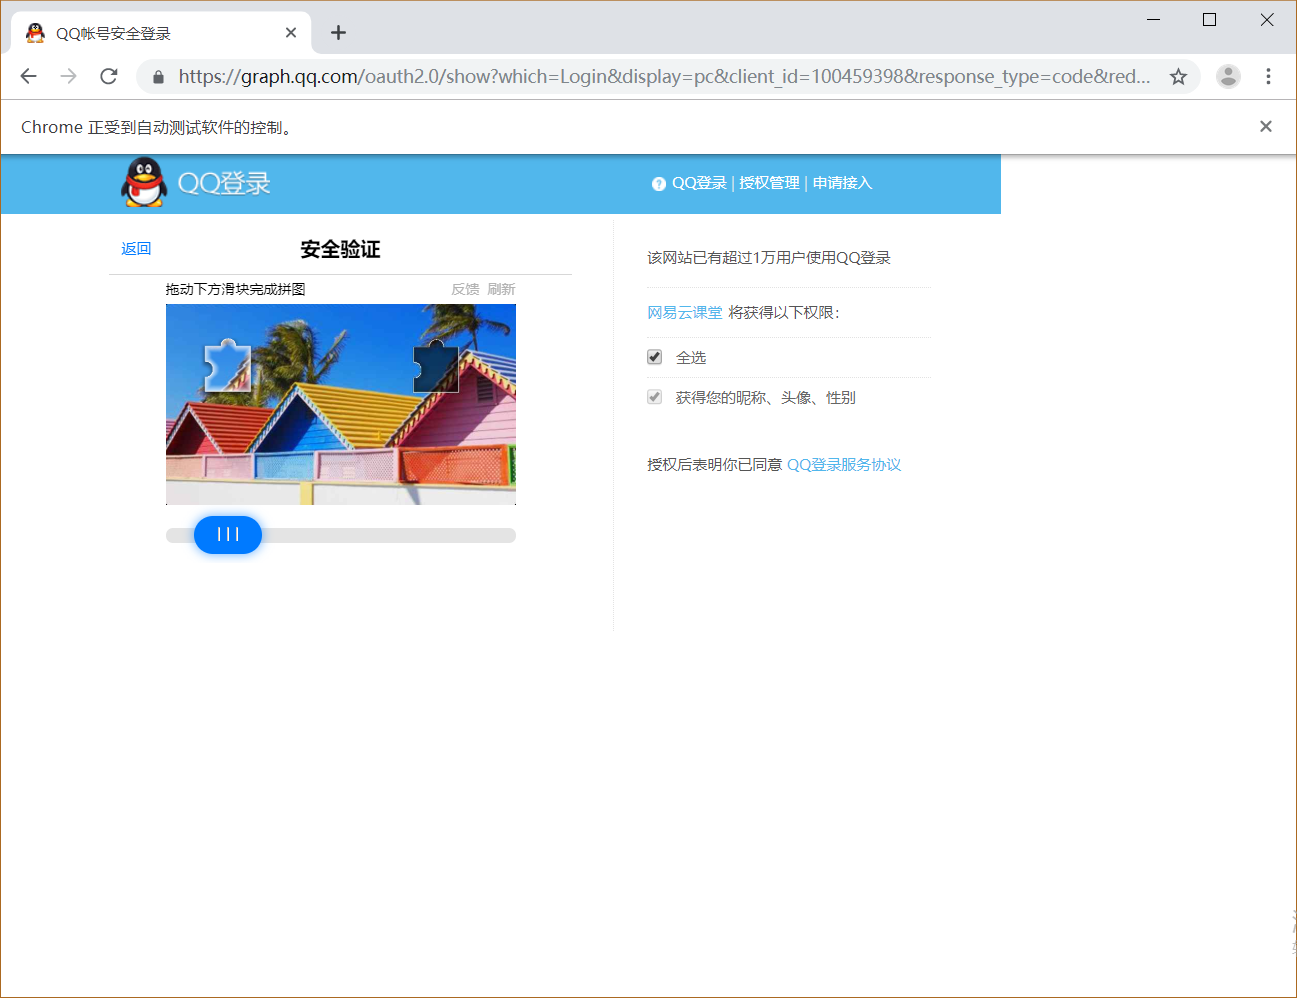 QQ帐号安全登录
https://graph.qq.com/oauth2.0/show?which=Login&display=pc&client_id=100459398&response_type=code&red...
Chrome 正受到自动测试软件的控制。
QQ登录
QQ登录 | 授权管理 | 申请接入
返回
安全验证
拖动下方滑块完成拼图
反馈 刷新
该网站已有超过1万用户使用QQ登录
网易云课堂 将获得以下权限：
全选
获得您的昵称、头像、性别
授权后表明你已同意 QQ登录服务协议